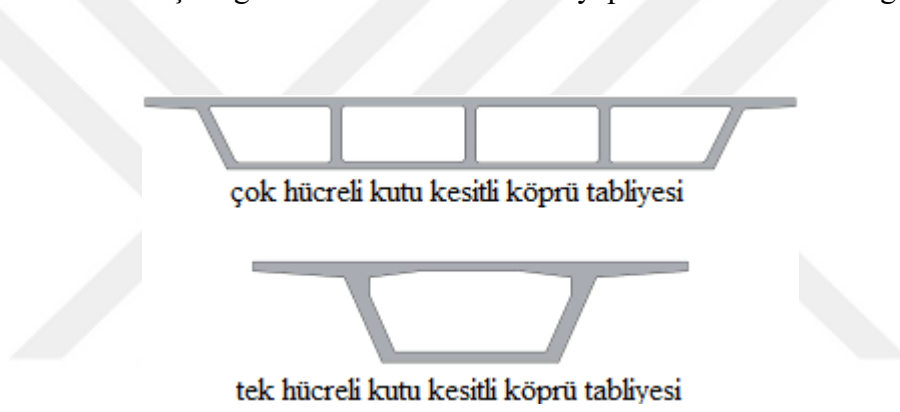 çok hücreli kutu kesitli köprü tabliyesi
tek hücreli kutu kesitli köprü tabliyesi